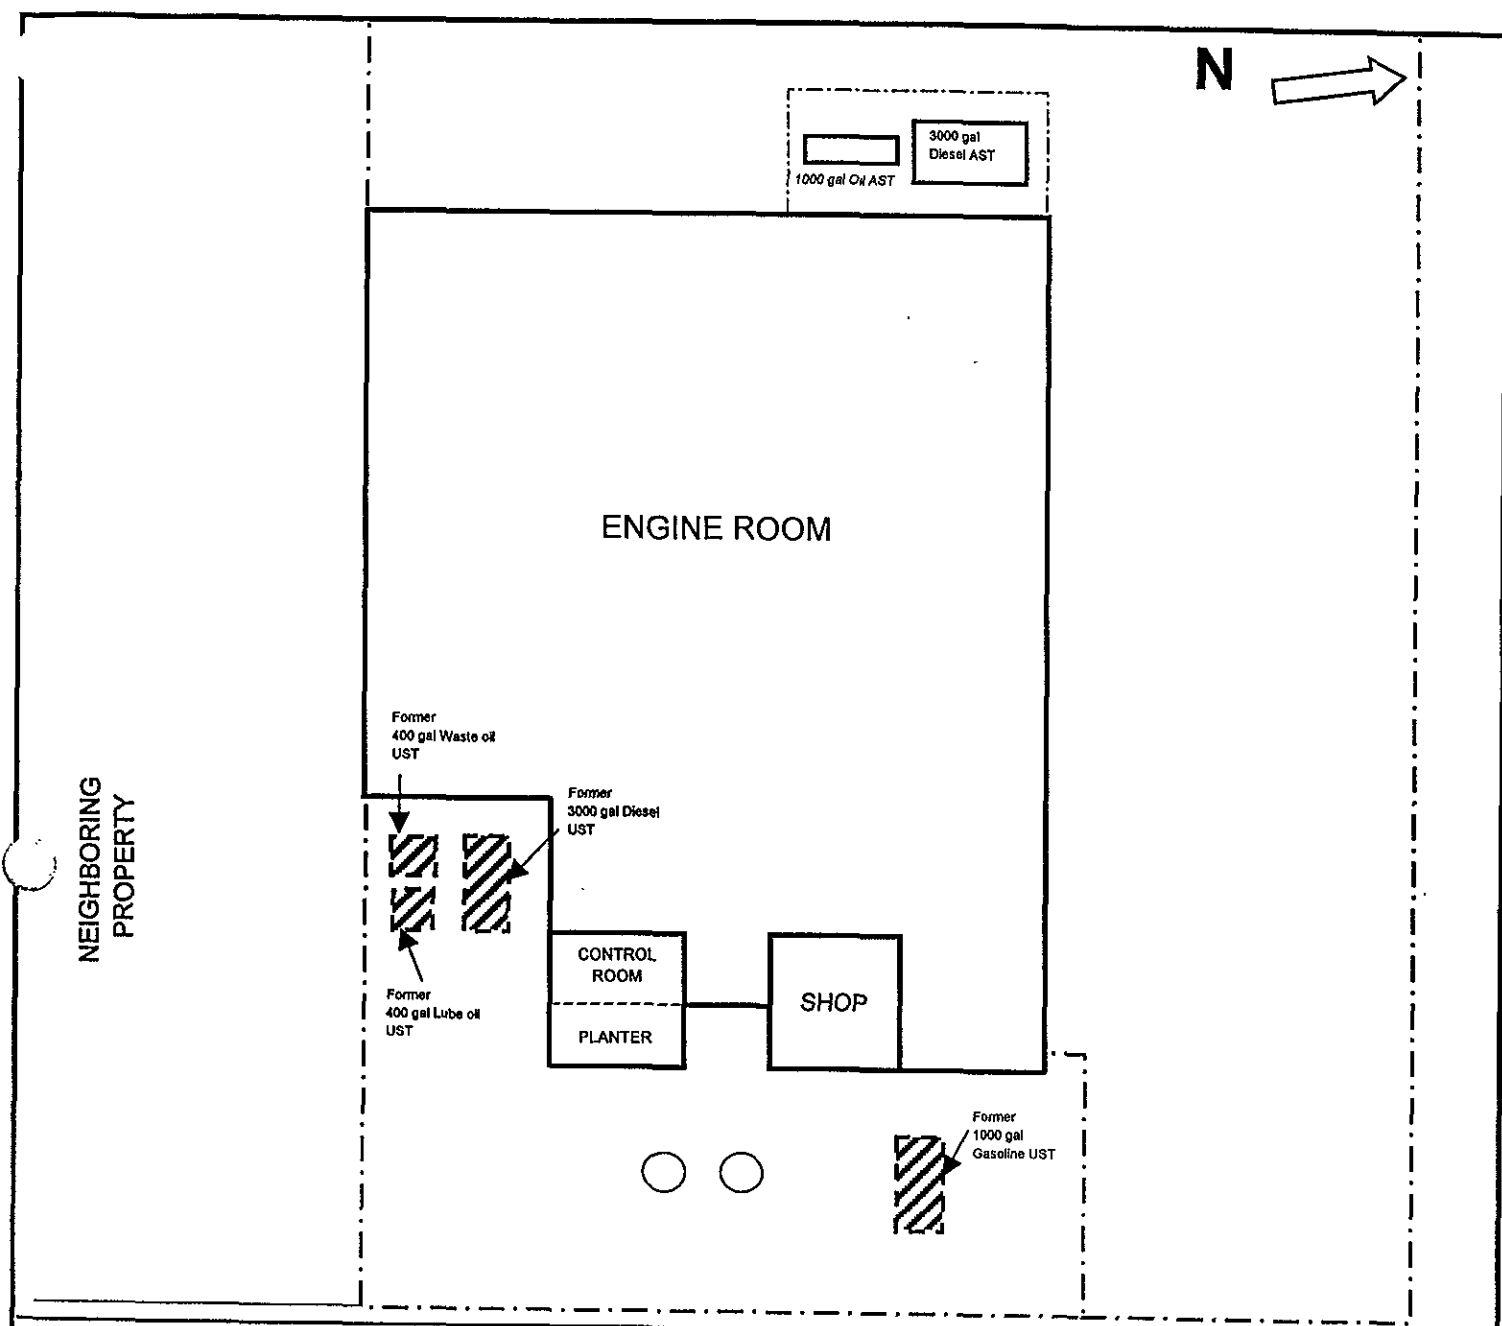 N
3000 gal
Diesel AST
1000 gal Oil AST
ENGINE ROOM
Former
400 gal Waste oil
UST
Former
3000 gal Diesel
UST
NEIGHBORING
PROPERTY
CONTROL
ROOM
SHOP
Former
400 gal Lube oil
UST
PLANTER
Former
1000 gal
Gasoline UST